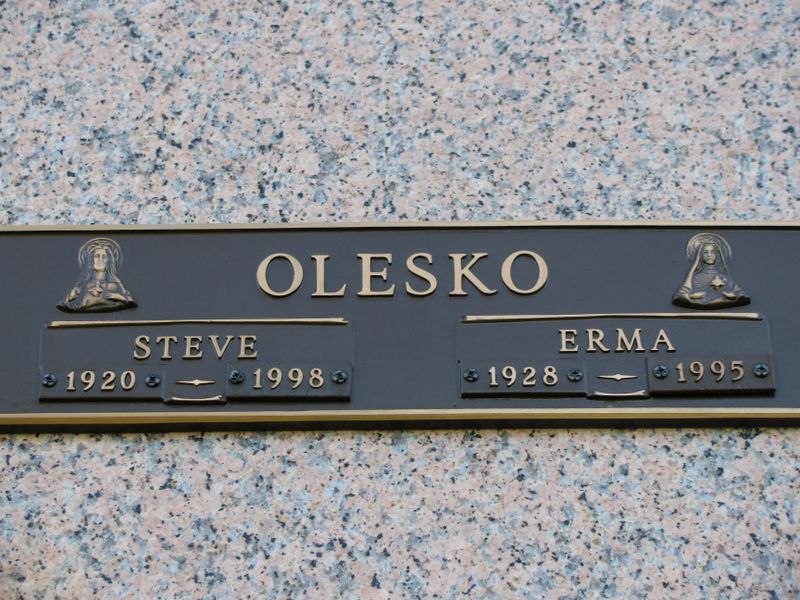 OLESKO
STEVE
1920 — 1998
ERMA
1928 — 1995